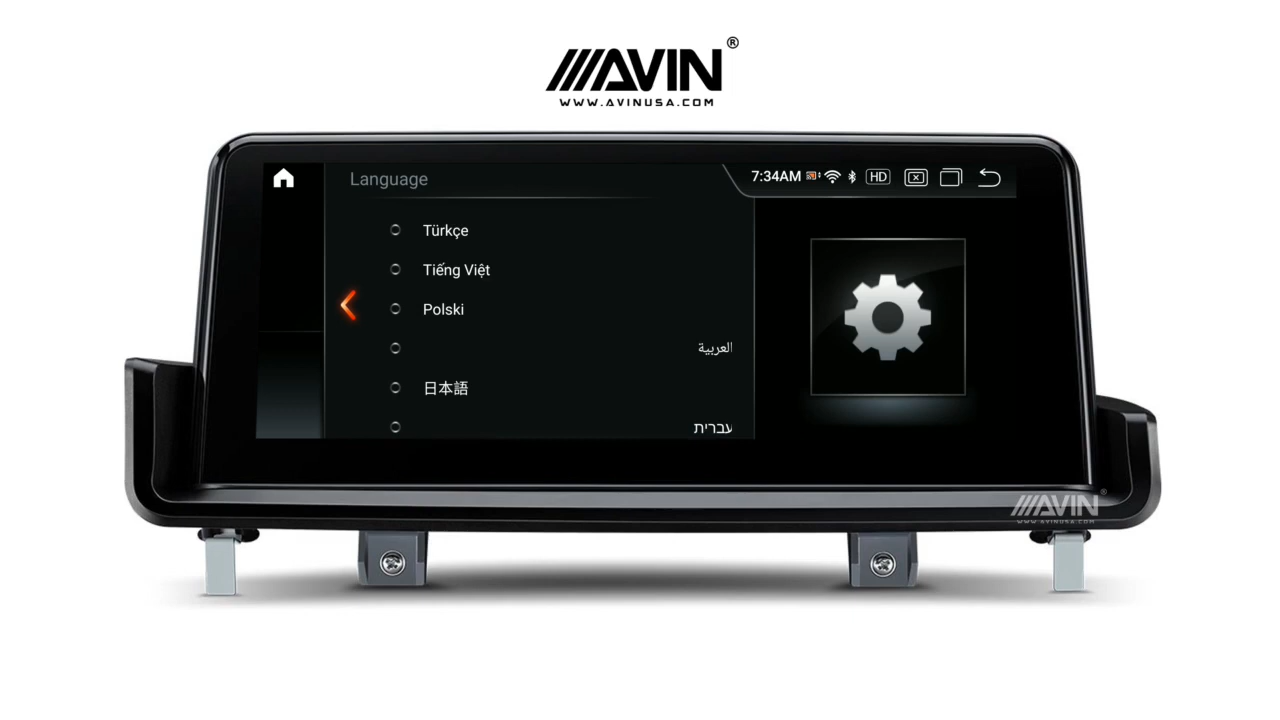 AVIN®
WWW.AVINUSA.COM
Language
7:34AM HD
Türkçe
Tiếng Việt
Polski
العربية
日本語
עברית
AVIN®
WWW.AVINUSA.COM